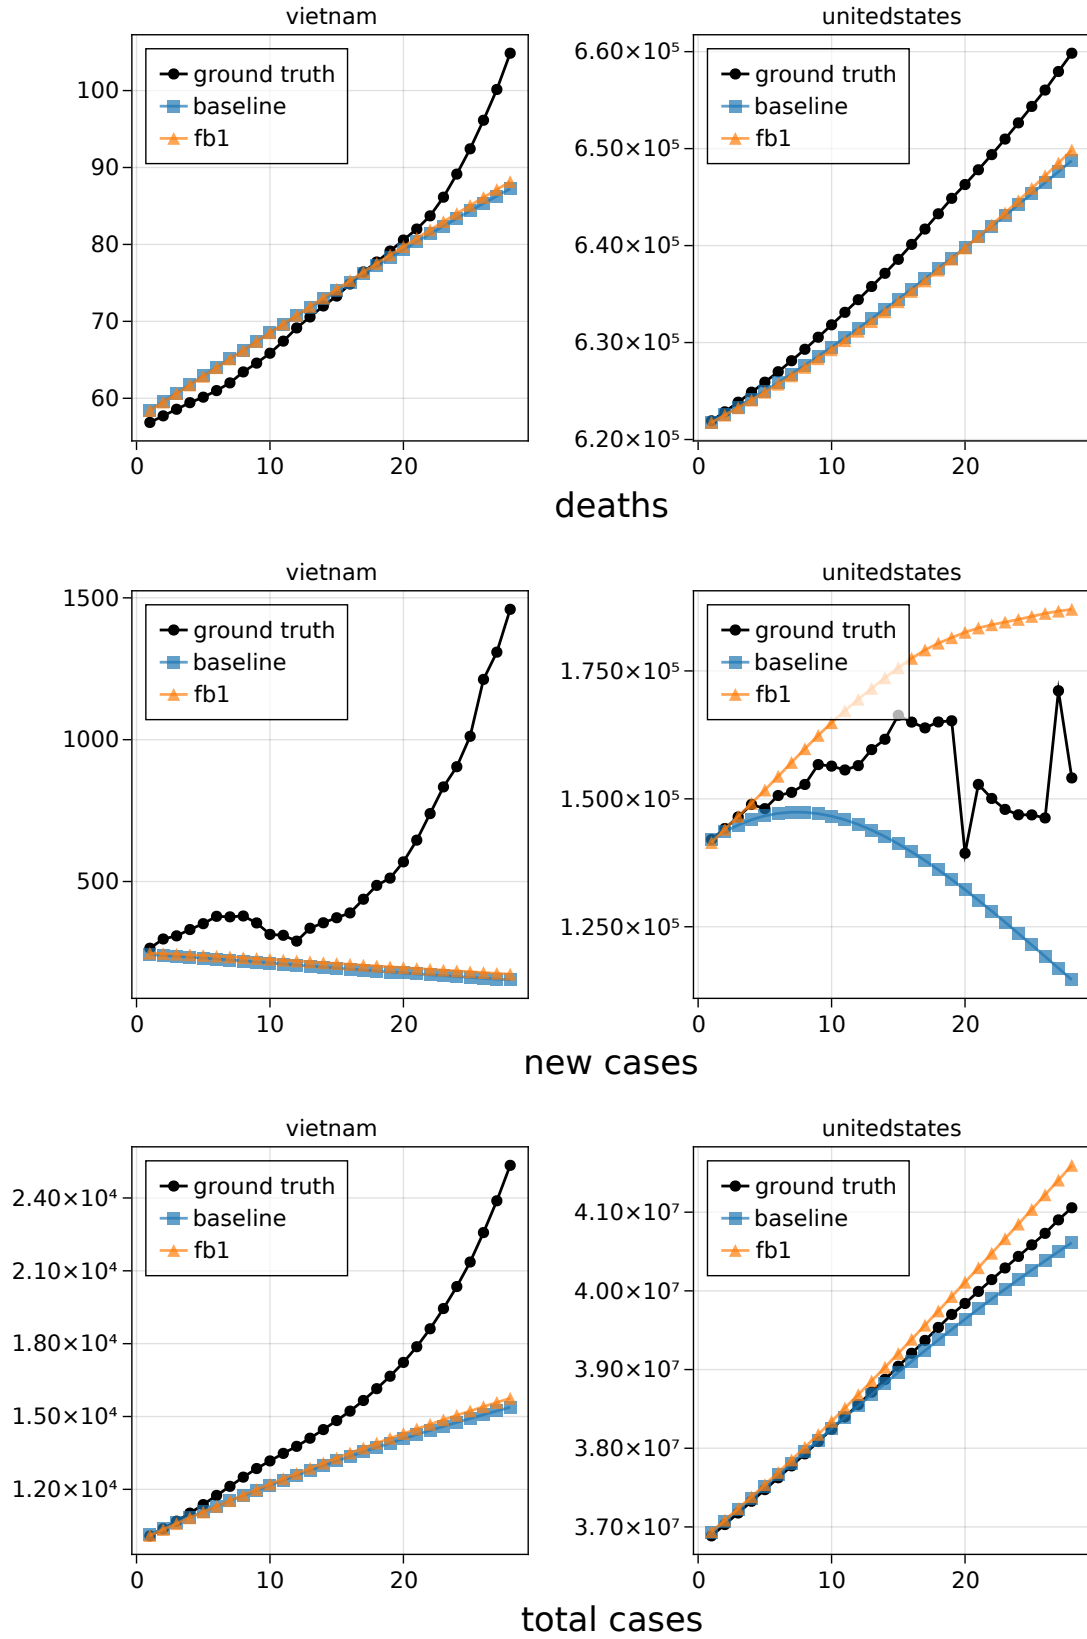 vietnam
unitedstates
ground truth
baseline
fb1
ground truth
baseline
fb1
100
90
80
70
60
0
10
20
6.60×10⁵
6.50×10⁵
6.40×10⁵
6.30×10⁵
6.20×10⁵
0
10
20
deaths
vietnam
unitedstates
ground truth
baseline
fb1
ground truth
baseline
fb1
1500
1000
500
0
10
20
1.750×10⁵
1.500×10⁵
1.250×10⁵
0
10
20
new cases
vietnam
unitedstates
ground truth
baseline
fb1
ground truth
baseline
fb1
2.40×10⁴
2.10×10⁴
1.80×10⁴
1.50×10⁴
1.20×10⁴
0
10
20
4.10×10⁷
4.00×10⁷
3.90×10⁷
3.80×10⁷
3.70×10⁷
0
10
20
total cases